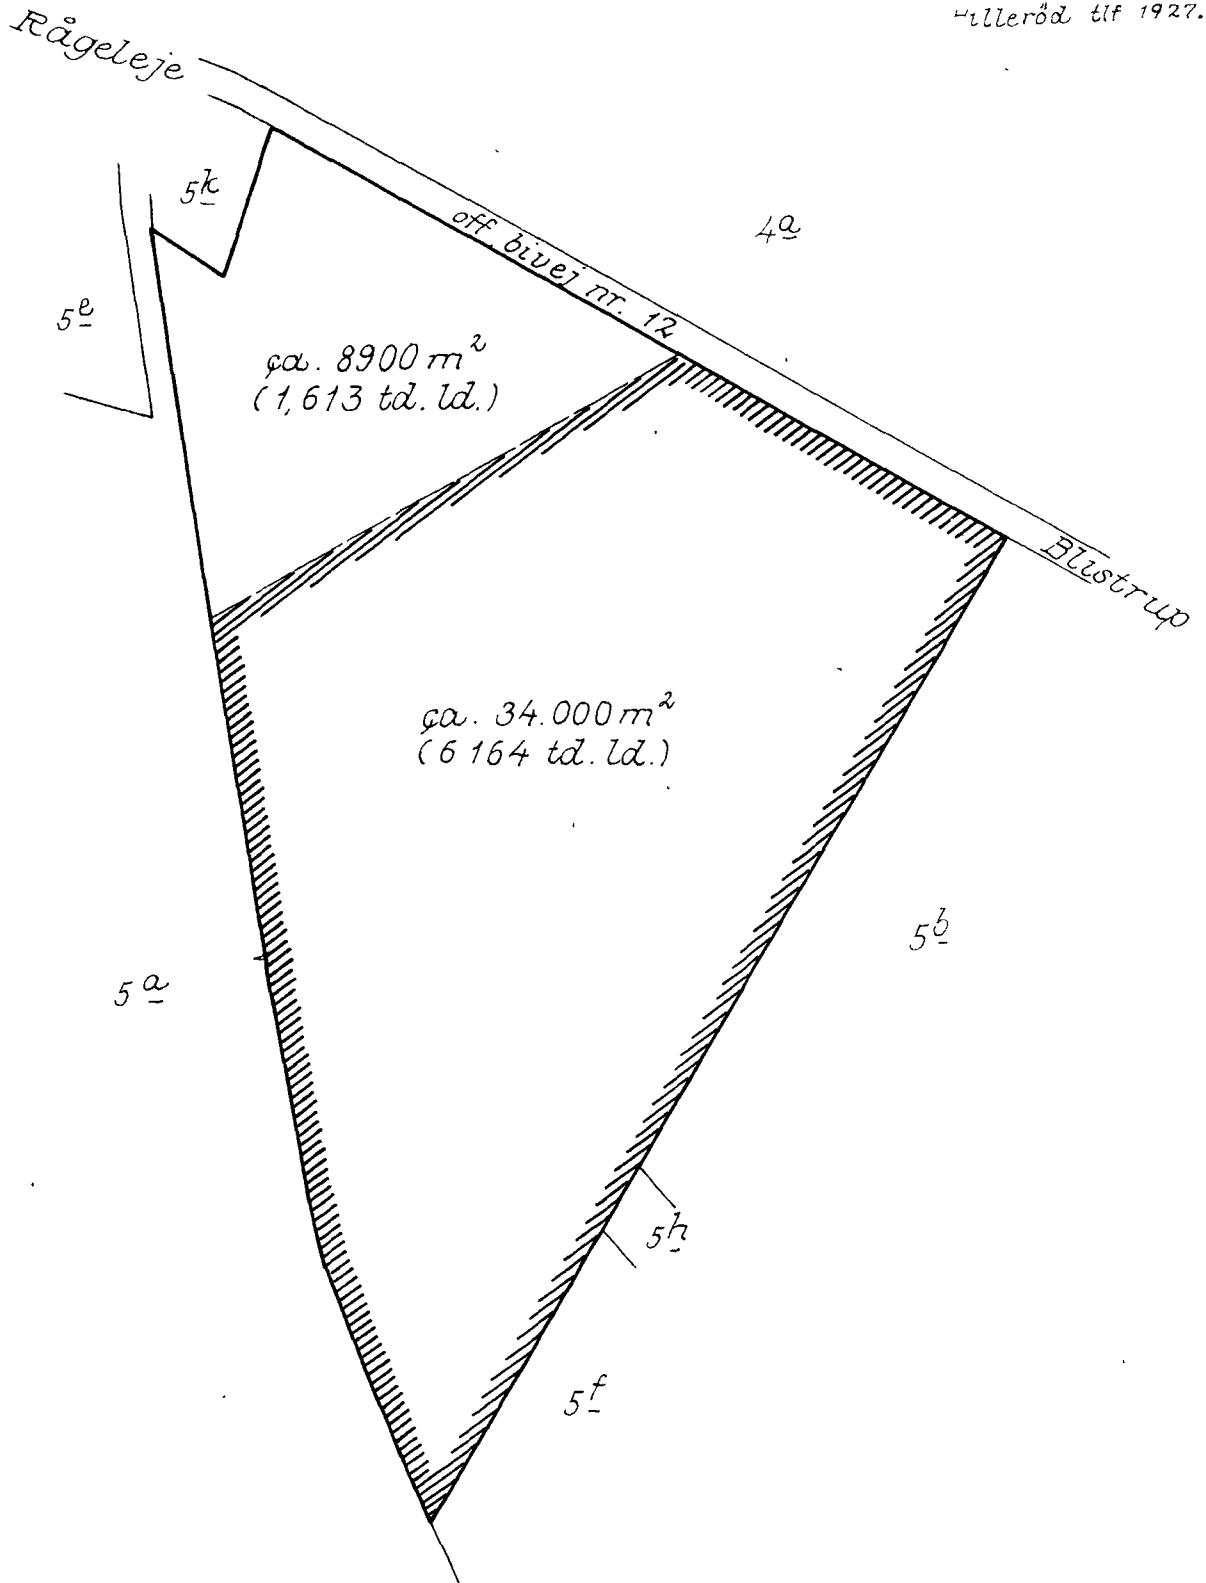 Hilleröd tlf 1927.
Rågeleje
5k
4a
off bivej nr. 12
5e
ca. 8900 m²
(1,613 td. ld.)
Blistrup
ca. 34.000 m²
(6 164 td. ld.)
5b
5a
5h
5f